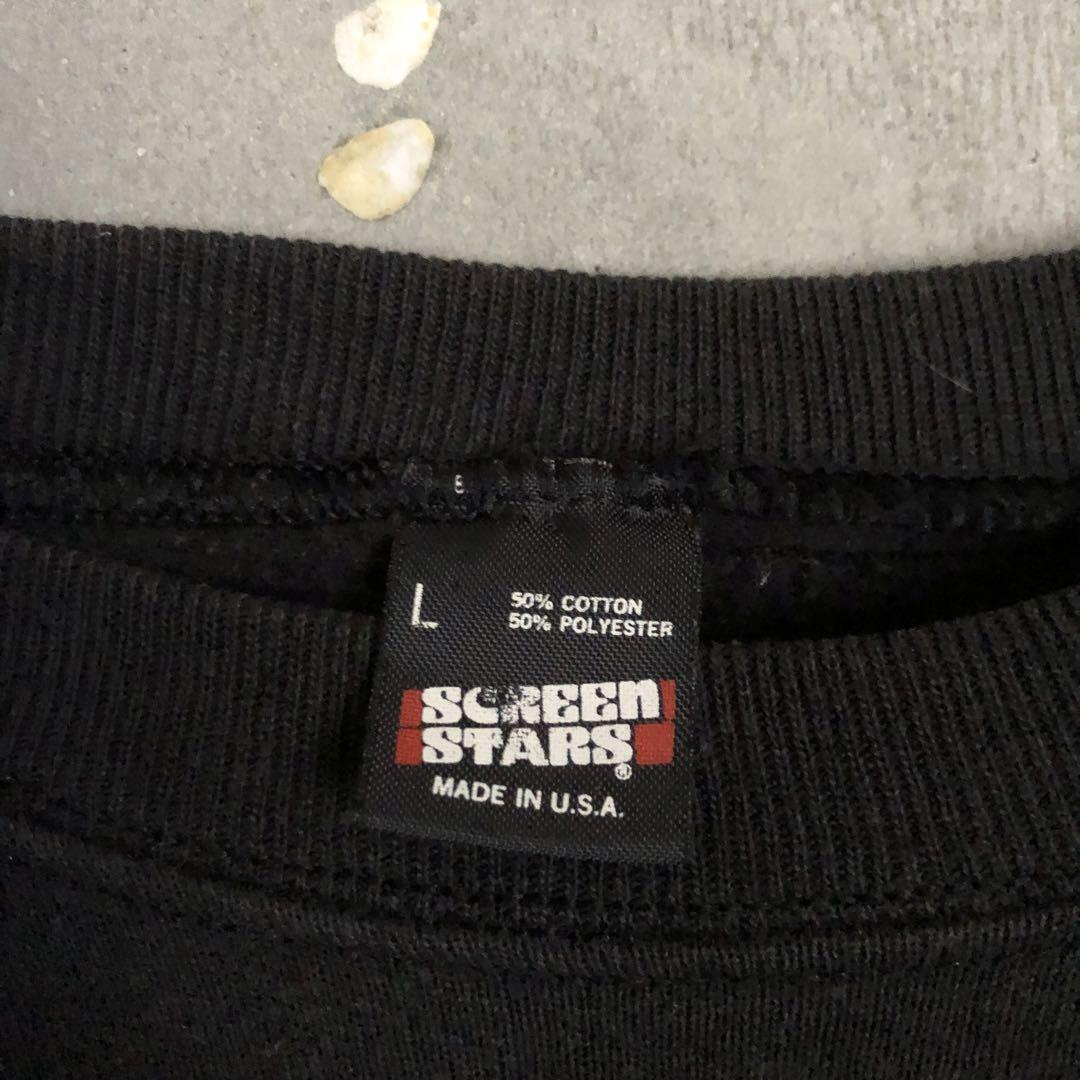 L
50% COTTON
50% POLYESTER
SCREEN
STARS®
MADE IN U.S.A.